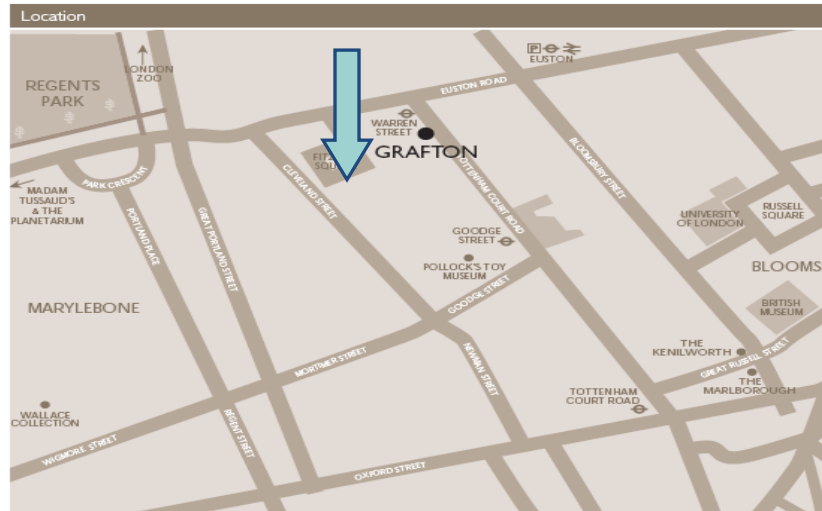 Location
LONDON
ZOO
REGENTS
PARK
P
EUSTON
EUSTON ROAD
WARREN
STREET
GRAFTON
TOTTENHAM COURT ROAD
BLOOMSBURY STREET
CLEVELAND STREET
PARK CRESCENT
MADAM
TUSSAUD'S
& THE
PLANETARIUM
PORTLAND PLACE
GREAT PORTLAND STREET
UNIVERSITY
OF LONDON
RUSSELL
SQUARE
GOODGE
STREET
POLLOCK'S TOY
MUSEUM
GOODGE STREET
BLOOMS
MARYLEBONE
BRITISH
MUSEUM
THE
KENILWORTH
GREAT RUSSELL STREET
THE
MARLBOROUGH
MORTIMER STREET
NEWMAN STREET
TOTTENHAM
COURT ROAD
WALLACE
COLLECTION
REGENT STREET
WIGMORE STREET
OXFORD STREET